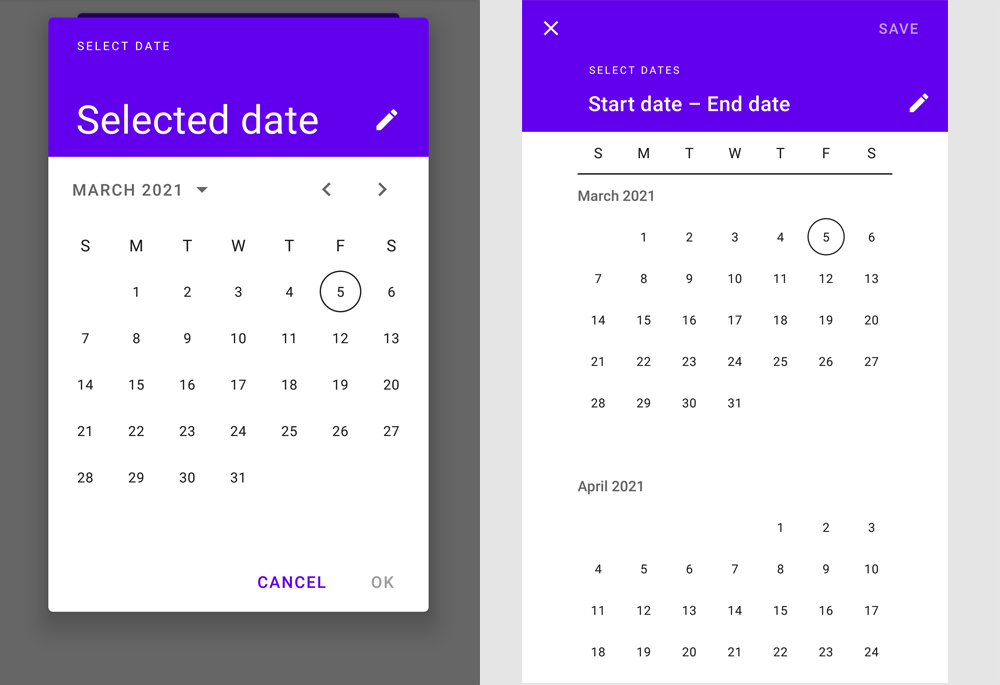 SELECT DATE
Selected date
MARCH 2021
S M T W T F S
1 2 3 4 5 6
7 8 9 10 11 12 13
14 15 16 17 18 19 20
21 22 23 24 25 26 27
28 29 30 31
CANCEL OK
SAVE
SELECT DATES
Start date – End date
S M T W T F S
March 2021
1 2 3 4 5 6
7 8 9 10 11 12 13
14 15 16 17 18 19 20
21 22 23 24 25 26 27
28 29 30 31
April 2021
1 2 3
4 5 6 7 8 9 10
11 12 13 14 15 16 17
18 19 20 21 22 23 24